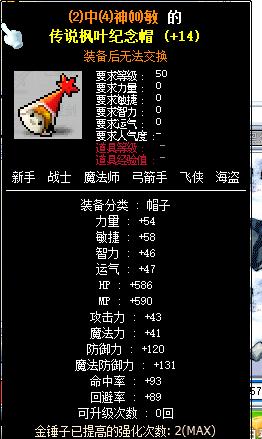 (2)中(4)神(00)敏 的
传说枫叶纪念帽 (+14)
装备后无法交换
要求等级: 50
要求力量: 0
要求敏捷: 0
要求智力: 0
要求运气: 0
要求人气度: -
道具等级: -
道具经验值: -
新手 战士 魔法师 弓箭手 飞侠 海盗
装备分类 : 帽子
力量 : +54
敏捷 : +58
智力 : +46
运气 : +47
HP : +586
MP : +590
攻击力 : +43
魔法力 : +41
防御力 : +120
魔法防御力 : +131
命中率 : +93
回避率 : +89
可升级次数 : 0回
金锤子已提高的强化次数: 2(MAX)
57